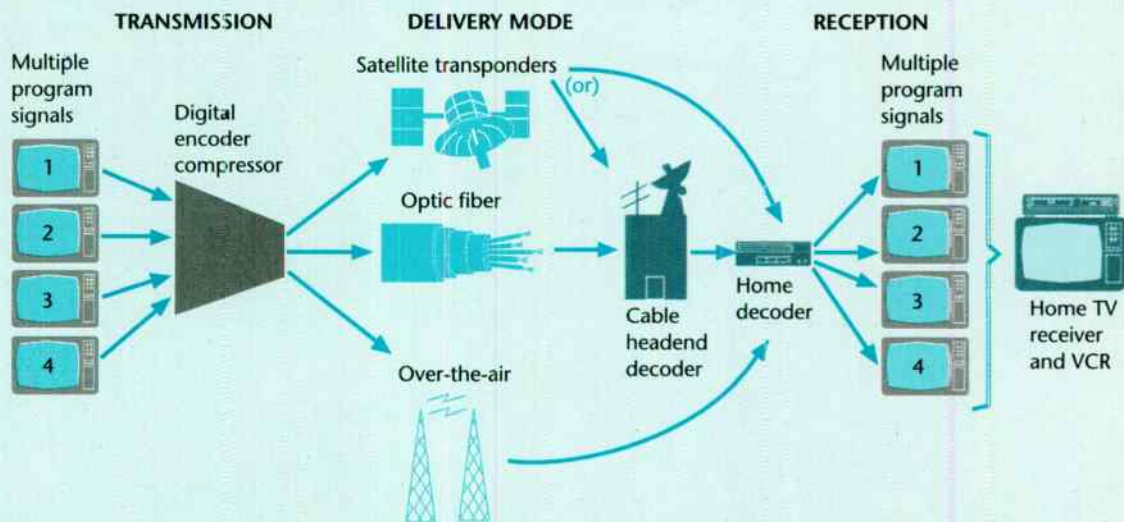 TRANSMISSION
DELIVERY MODE
RECEPTION
Multiple
program
signals
1
2
3
4
Digital
encoder
compressor
Satellite transponders
(or)
Optic fiber
Over-the-air
Cable
headend
decoder
Home
decoder
Multiple
program
signals
1
2
3
4
Home TV
receiver
and VCR